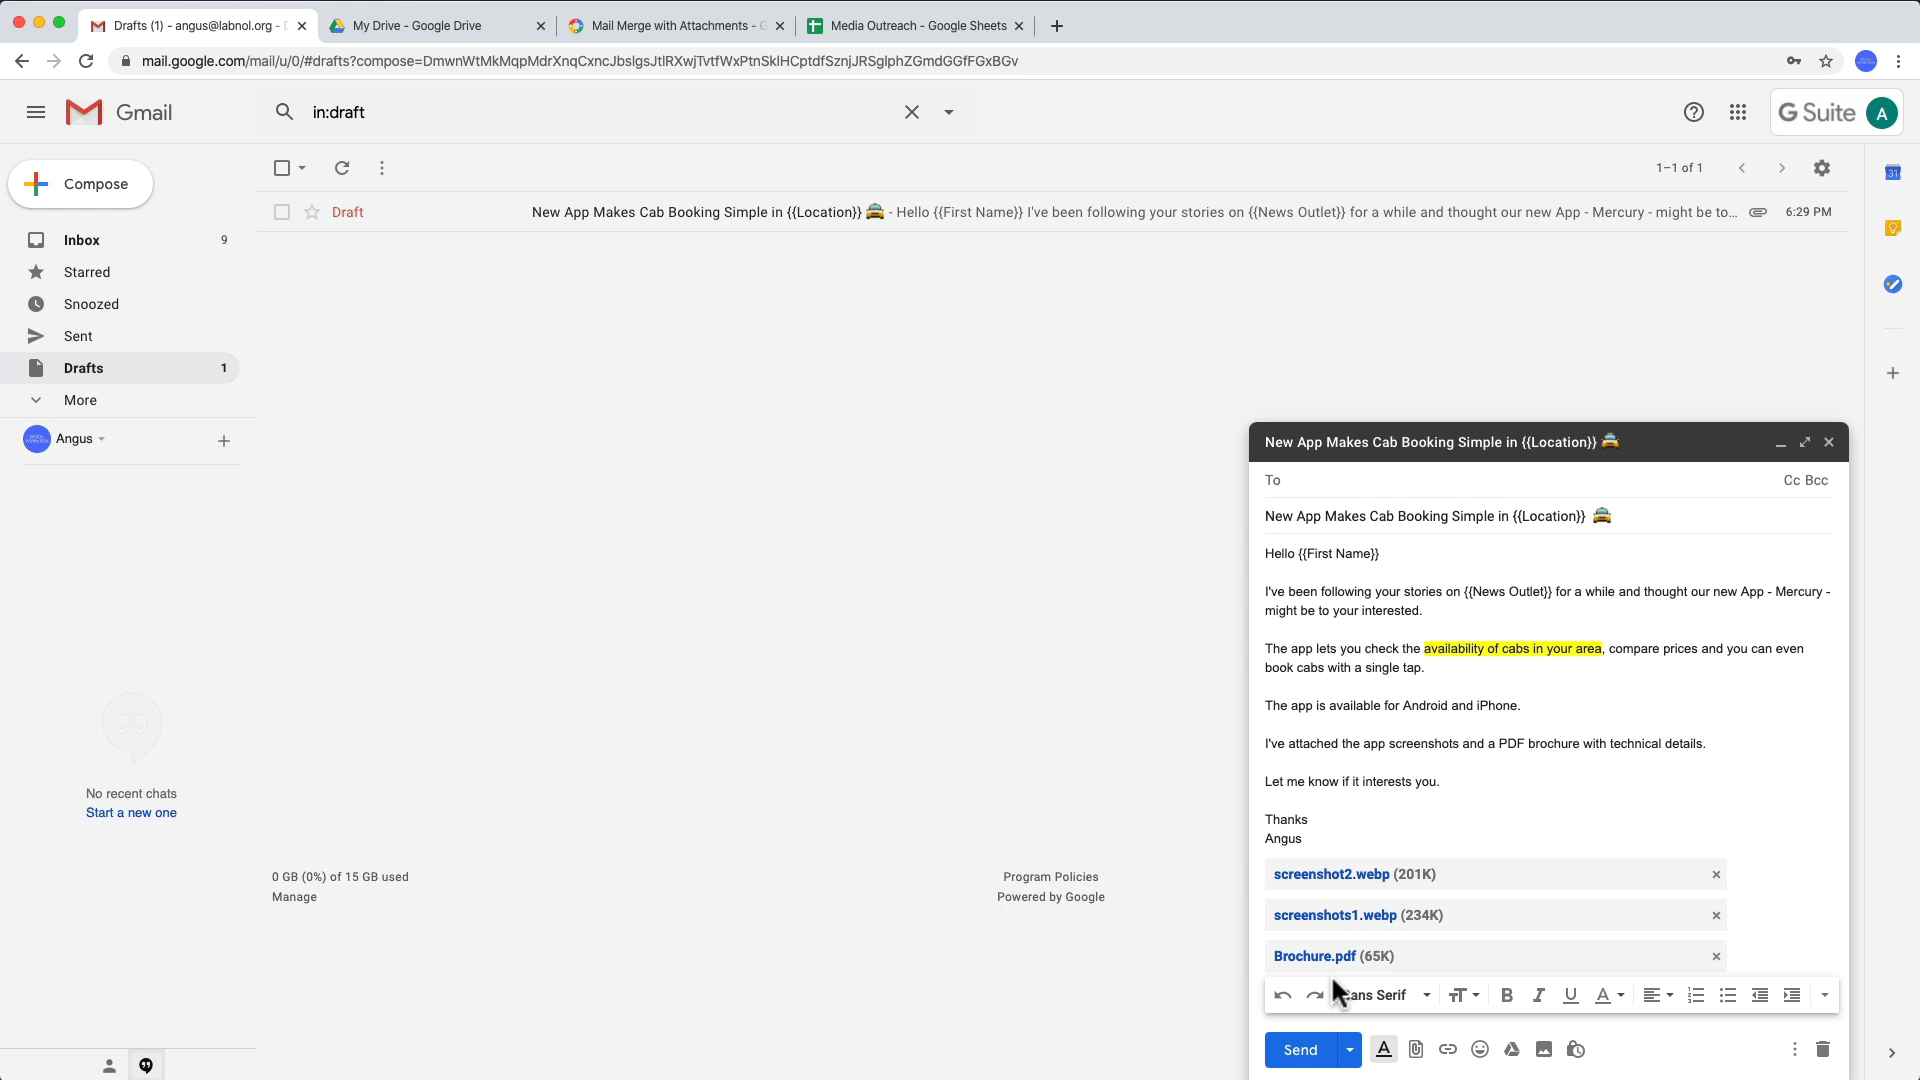 Drafts (1) - angus@labnol.org -
My Drive - Google Drive
Mail Merge with Attachments -
Media Outreach - Google Sheets
mail.google.com/mail/u/0/#drafts?compose=DmwnWtMkMqpMdrXnqCxncJbslgsJtlRXwjTvtfWxPtnSklHCptdfSznjJRSglphZGmdGGfFGxBGv
Gmail
in:draft
G Suite
A
Compose
1–1 of 1
31
Draft
New App Makes Cab Booking Simple in {{Location}} 🚖 - Hello {{First Name}} I've been following your stories on {{News Outlet}} for a while and thought our new App - Mercury - might be to...
6:29 PM
Inbox 9
Starred
Snoozed
Sent
Drafts 1
More
Angus
No recent chats
Start a new one
0 GB (0%) of 15 GB used
Manage
Program Policies
Powered by Google
New App Makes Cab Booking Simple in {{Location}} 🚖
To
Cc Bcc
New App Makes Cab Booking Simple in {{Location}} 🚖
Hello {{First Name}}
I've been following your stories on {{News Outlet}} for a while and thought our new App - Mercury -
might be to your interested.
The app lets you check the availability of cabs in your area, compare prices and you can even
book cabs with a single tap.
The app is available for Android and iPhone.
I've attached the app screenshots and a PDF brochure with technical details.
Let me know if it interests you.
Thanks
Angus
screenshot2.webp (201K)
screenshots1.webp (234K)
Brochure.pdf (65K)
Serif
B I U A
Send
A